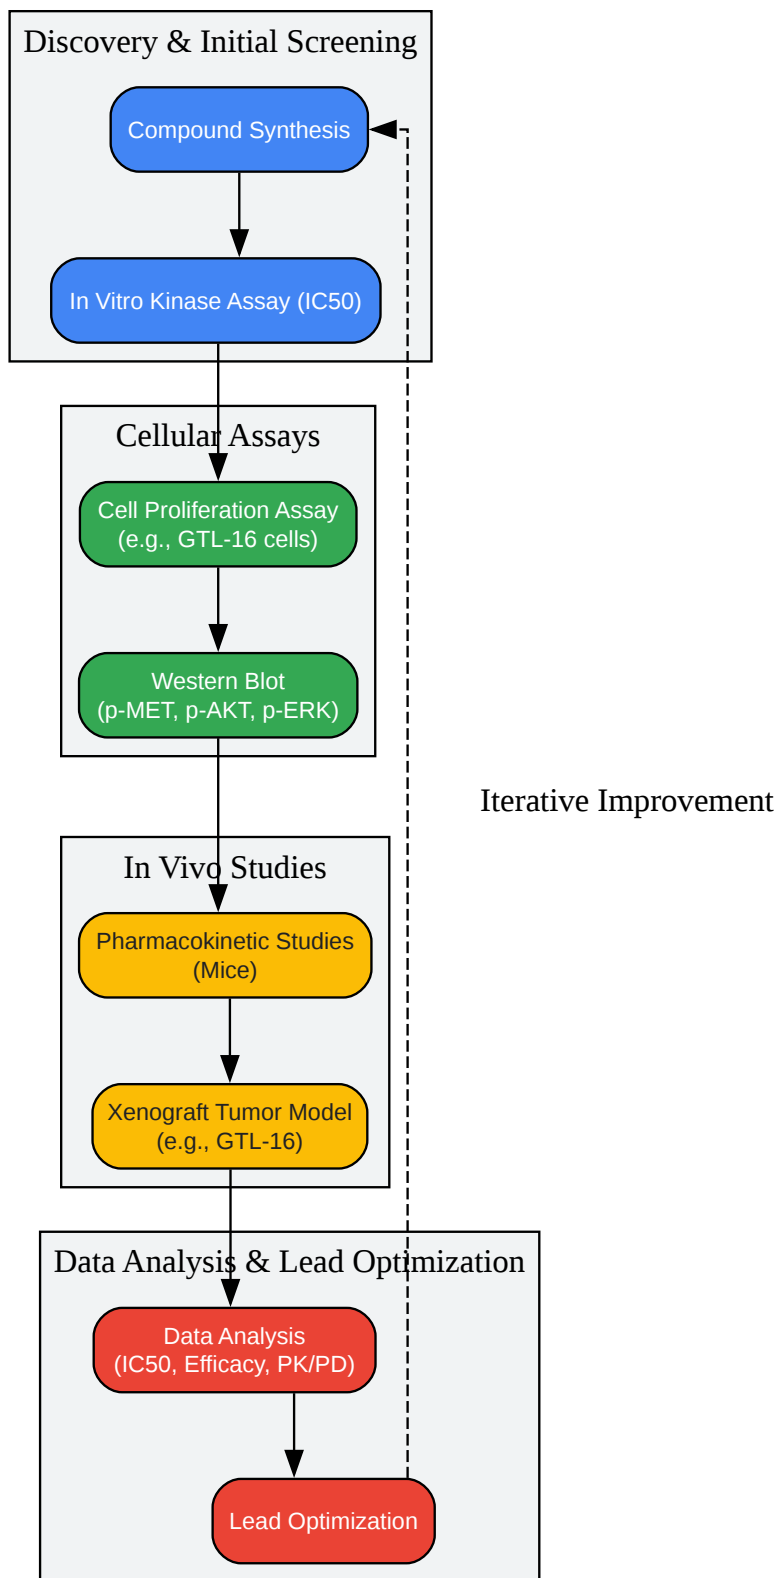 Discovery & Initial Screening
Compound Synthesis
In Vitro Kinase Assay (IC50)
Cellular Assays
Cell Proliferation Assay
(e.g., GTL-16 cells)
Western Blot
(p-MET, p-AKT, p-ERK)
Iterative Improvement
In Vivo Studies
Pharmacokinetic Studies
(Mice)
Xenograft Tumor Model
(e.g., GTL-16)
Data Analysis & Lead Optimization
Data Analysis
(IC50, Efficacy, PK/PD)
Lead Optimization